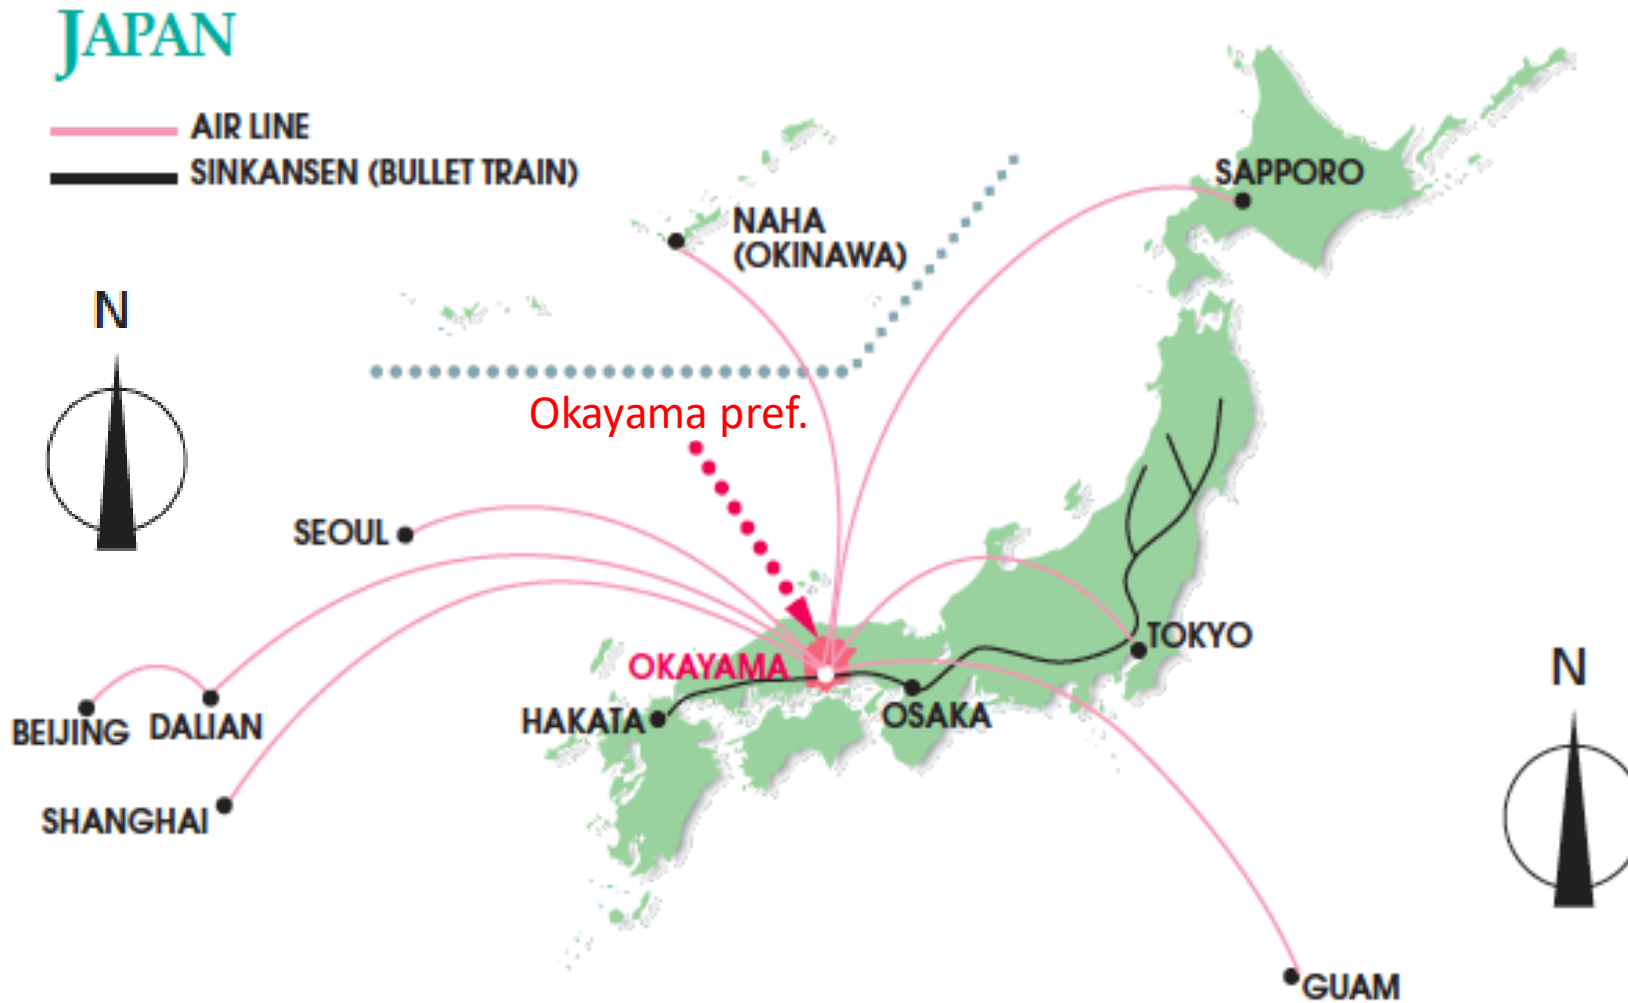 JAPAN
AIR LINE
SINKANSEN (BULLET TRAIN)
SAPPORO
NAHA
(OKINAWA)
N
Okayama pref.
SEOUL
TOKYO
OKAYAMA
N
HAKATA
OSAKA
BEIJING
DALIAN
SHANGHAI
GUAM